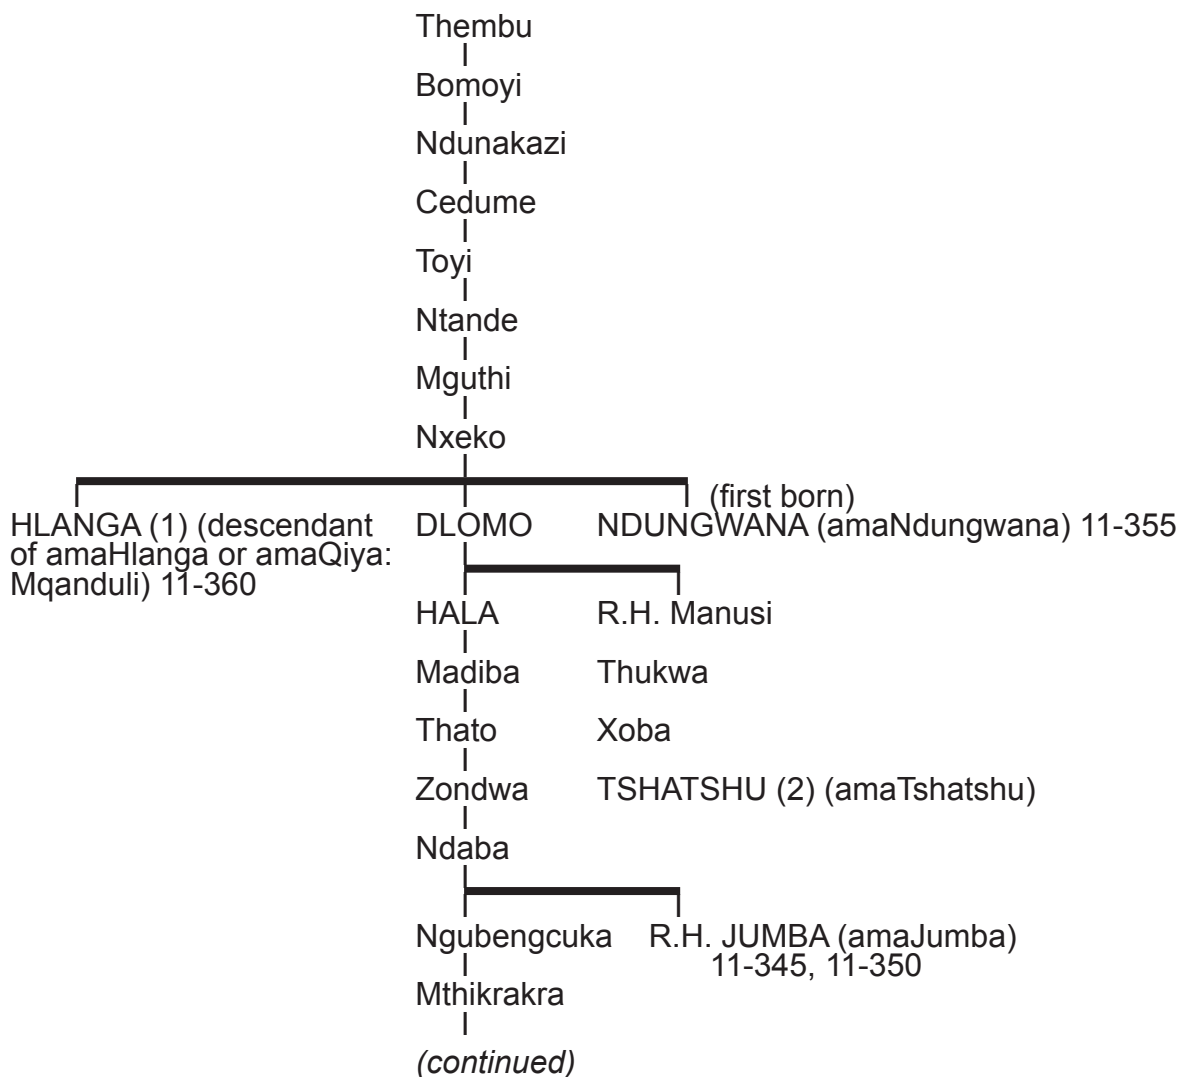 Thembu
Bomoyi
Ndunakazi
Cedume
Toyi
Ntande
Mguthi
Nxeko
(first born)
HLANGA (1) (descendant
of amaHlanga or amaQiya:
Mqanduli) 11-360
DLOMO
NDUNGWANA (amaNdungwana) 11-355
HALA
R.H. Manusi
Madiba
Thukwa
Thato
Xoba
Zondwa
TSHATSHU (2) (amaTshatshu)
Ndaba
Ngubengcuka
R.H. JUMBA (amaJumba)
11-345, 11-350
Mthikrakra
(continued)